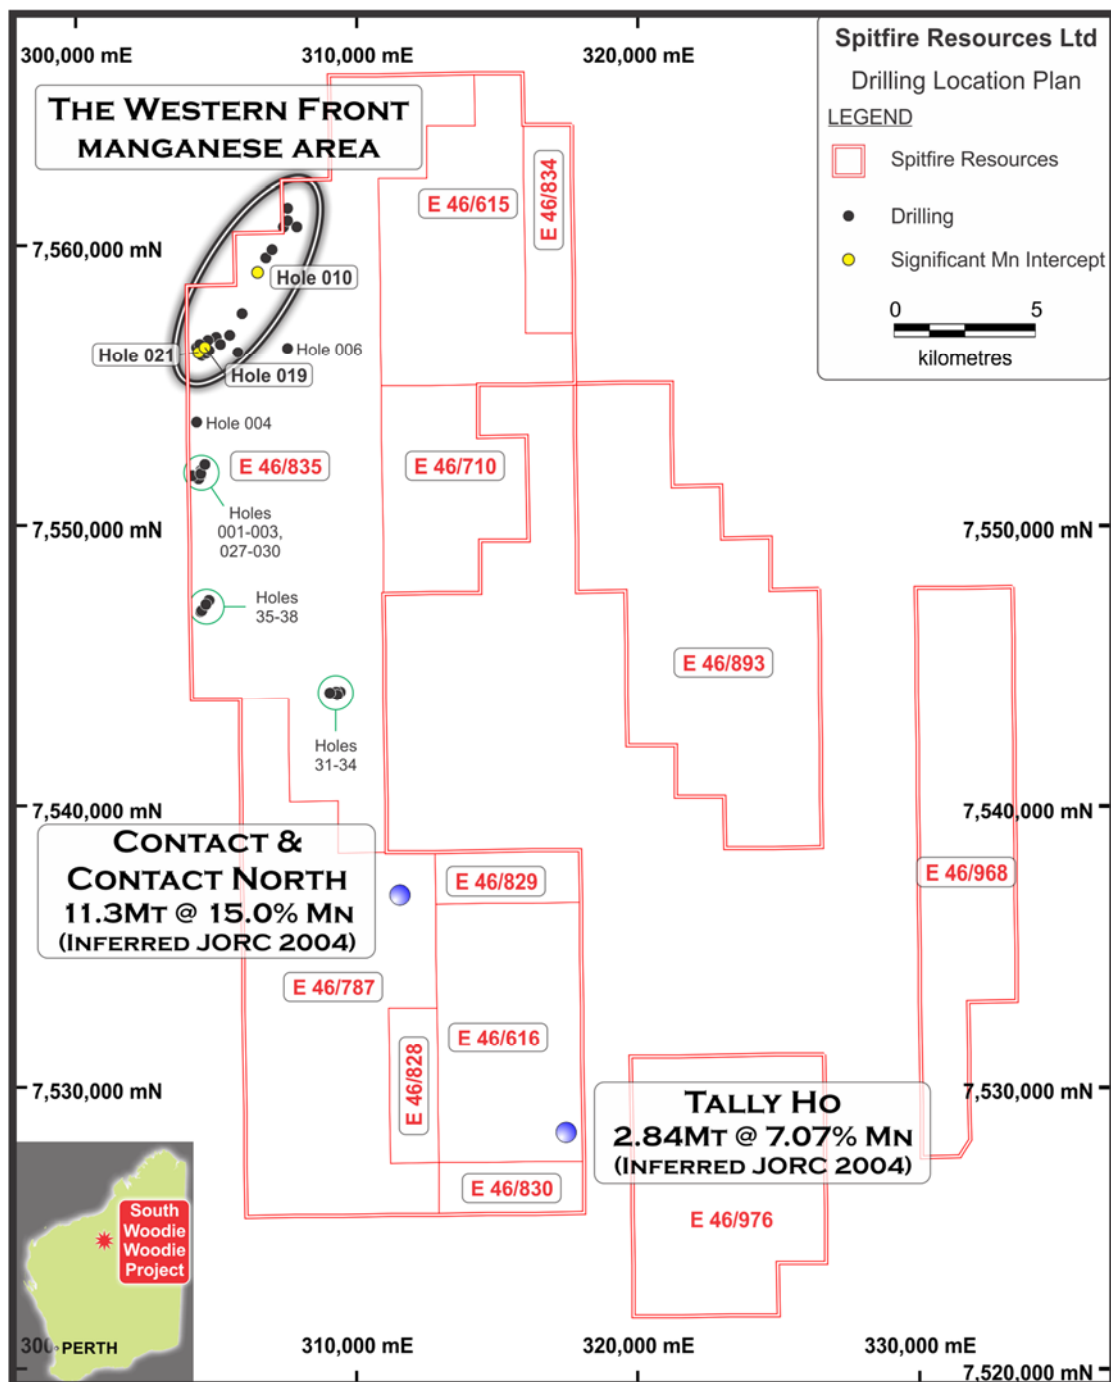 300,000 mE
310,000 mE
320,000 mE
Spitfire Resources Ltd
Drilling Location Plan
LEGEND
Spitfire Resources
Drilling
Significant Mn Intercept
0 5
kilometres
THE WESTERN FRONT
MANGANESE AREA
E 46/615
E 46/834
7,560,000 mN
Hole 010
Hole 021
Hole 019
Hole 006
Hole 004
E 46/835
E 46/710
Holes
001-003,
027-030
7,550,000 mN
7,550,000 mN
Holes
35-38
E 46/893
Holes
31-34
7,540,000 mN
7,540,000 mN
CONTACT &
CONTACT NORTH
11.3MT @ 15.0% MN
(INFERRED JORC 2004)
E 46/829
E 46/968
E 46/787
E 46/616
E 46/828
7,530,000 mN
7,530,000 mN
TALLY HO
2.84MT @ 7.07% MN
(INFERRED JORC 2004)
E 46/830
E 46/976
South
Woodie
Woodie
Project
PERTH
300
310,000 mE
320,000 mE
330,000 mE
7,520,000 mN